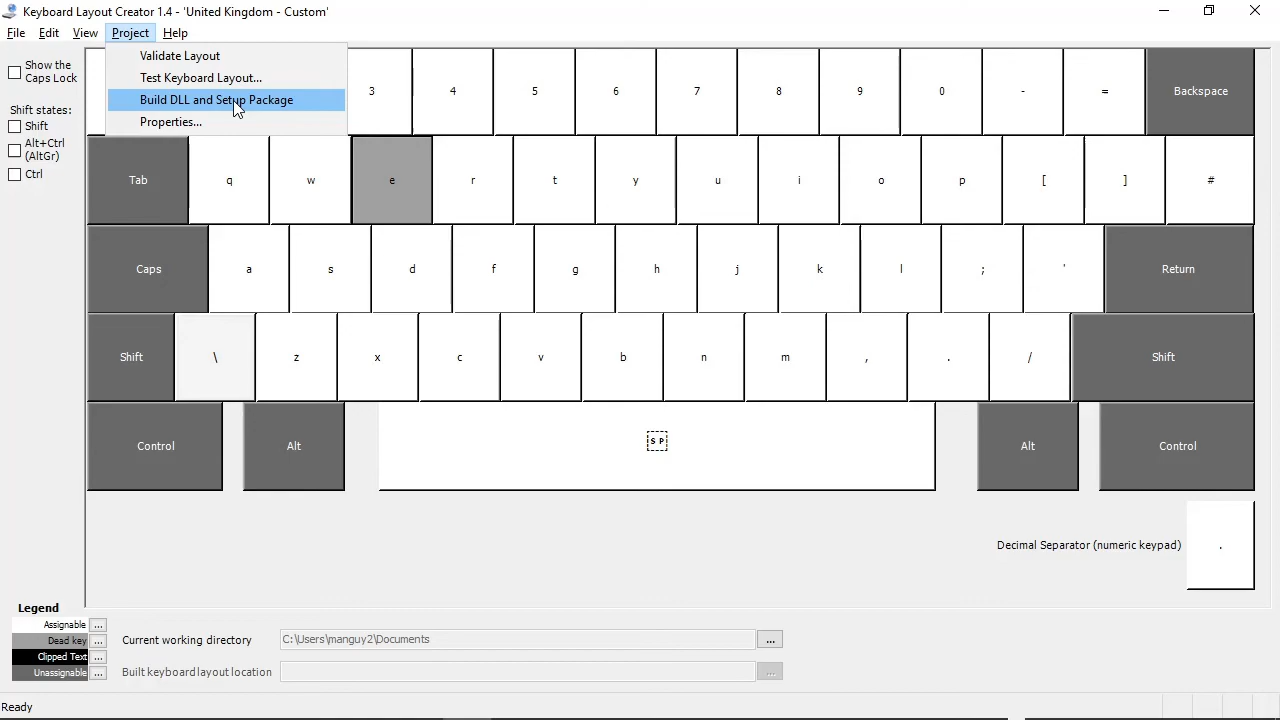 Keyboard Layout Creator 1.4 - 'United Kingdom - Custom'
File Edit View Project Help
Validate Layout
Test Keyboard Layout...
Build DLL and Setup Package
Properties...
Show the
Caps Lock
Shift states:
Shift
Alt+Ctrl
(AltGr)
Ctrl
3 4 5 6 7 8 9 0 - = Backspace
Tab q w e r t y u i o p [ ] #
Caps a s d f g h j k l ; ' Return
Shift \ z x c v b n m , . / Shift
Control Alt SP Alt Control
Decimal Separator (numeric keypad) .
Legend
Assignable ...
Dead key ...
Clipped Text ...
Unassignable ...
Current working directory C:\Users\manguy2\Documents ...
Built keyboard layout location ...
Ready